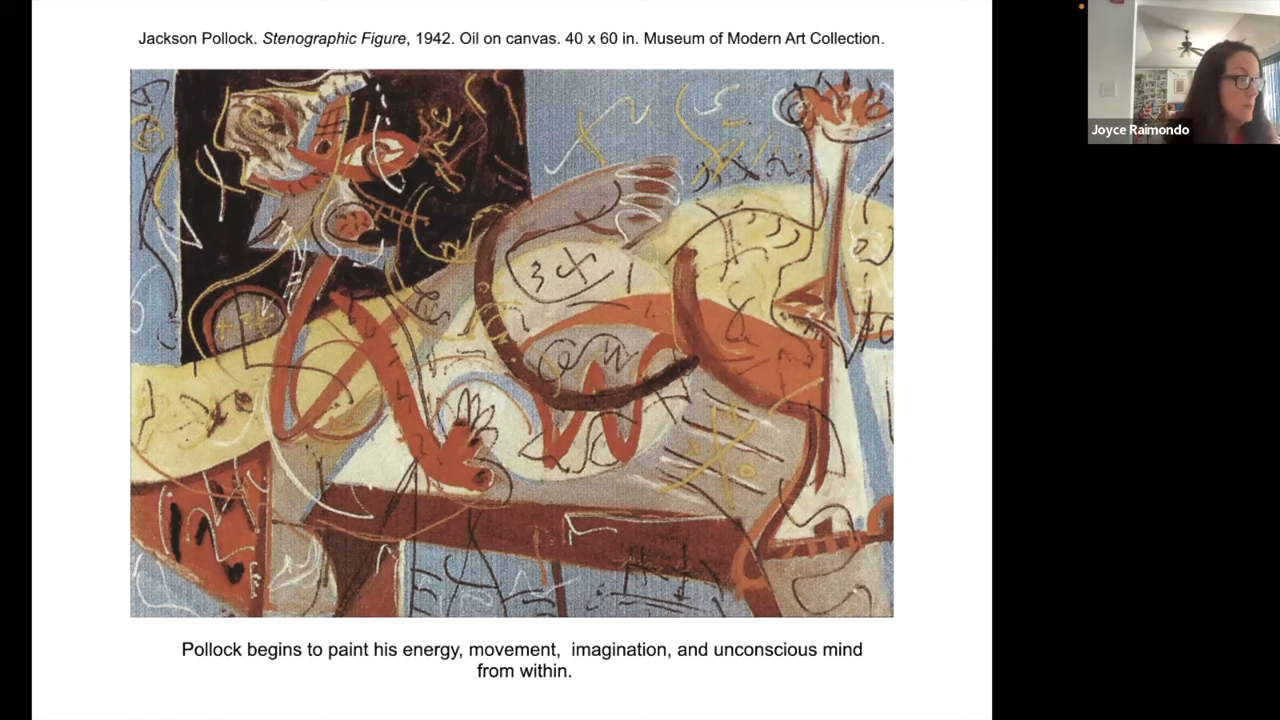 Jackson Pollock. Stenographic Figure, 1942. Oil on canvas. 40 x 60 in. Museum of Modern Art Collection.
Joyce Raimondo
Pollock begins to paint his energy, movement,  imagination, and unconscious mind
from within.